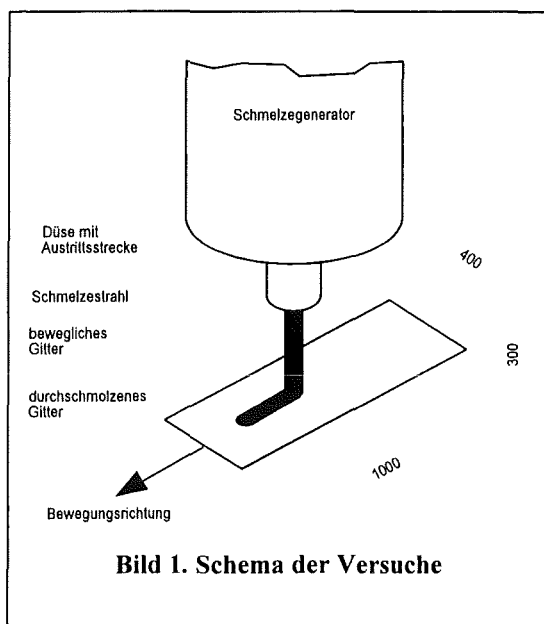 Schmelzegenerator
Düse mit
Austrittsstrecke
400
Schmelzestrahl
bewegliches
Gitter
300
durchschmolzenes
Gitter
1000
Bewegungsrichtung
Bild 1. Schema der Versuche